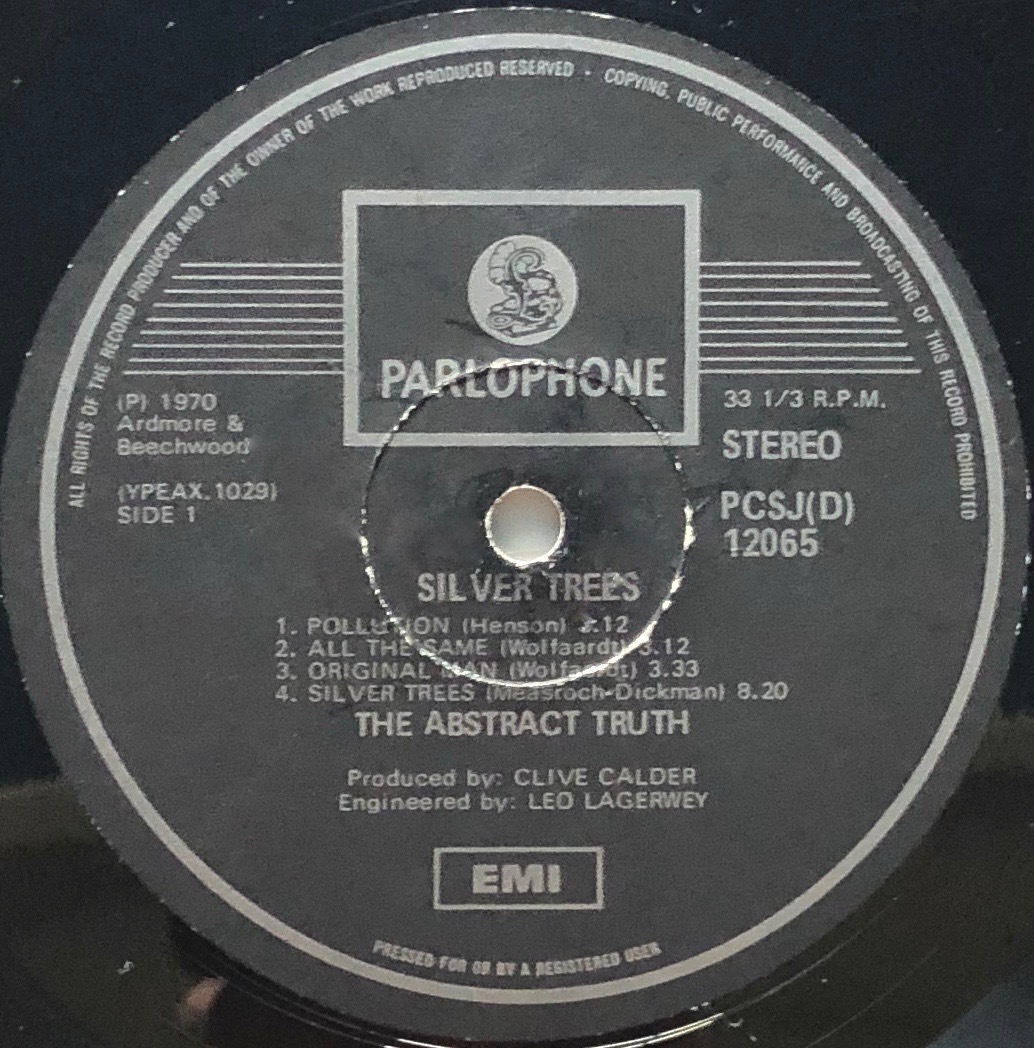 ALL RIGHTS OF THE RECORD PRODUCER AND OF THE OWNER OF THE WORK REPRODUCED RESERVED · COPYING, PUBLIC PERFORMANCE AND BROADCASTING OF THIS RECORD PROHIBITED
PARLOPHONE
(P) 1970
Ardmore &
Beechwood
(YPEAX.1029)
SIDE 1
33 1/3 R.P.M.
STEREO
PCSJ(D)
12065
SILVER TREES
1. POLLUTION (Henson) 12
2. ALL THE SAME (Wolfaardt) 3.12
3. ORIGINAL MAN (Wolfaardt) 3.33
4. SILVER TREES (Measroch-Dickman) 8.20
THE ABSTRACT TRUTH
Produced by: CLIVE CALDER
Engineered by: LEO LAGERWEY
EMI
PRESSED FOR OR BY A REGISTERED USER